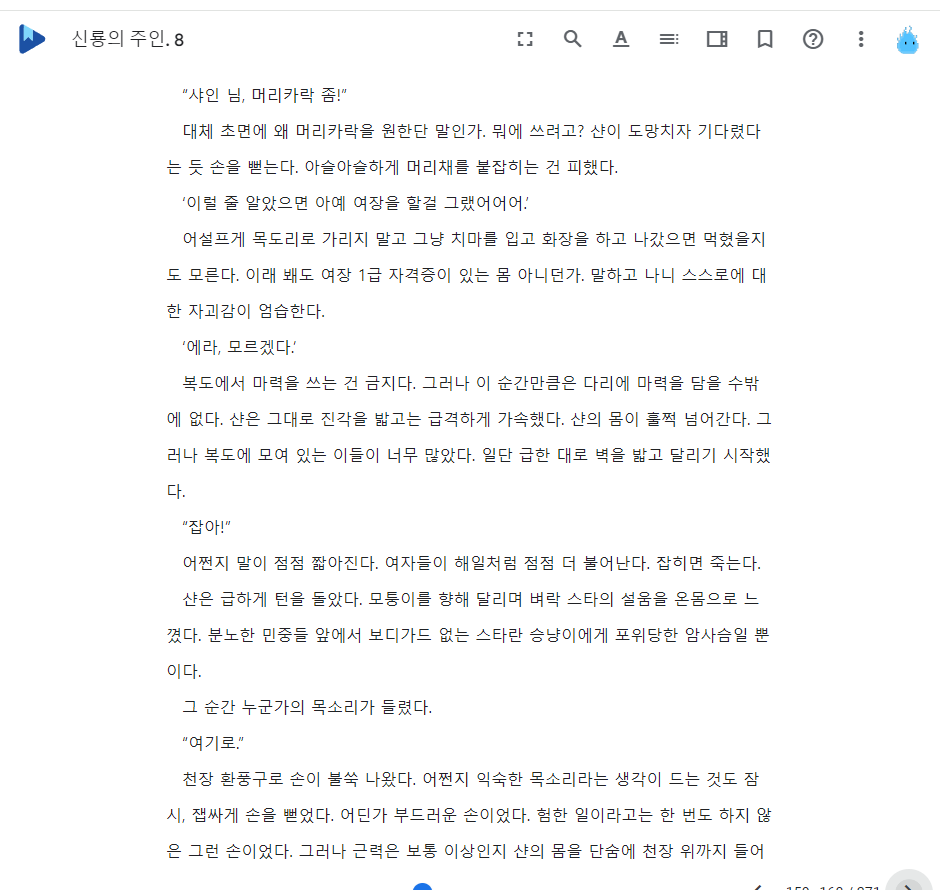 신룡의 주인. 8
“샤인 님, 머리카락 좀!”
대체 초면에 왜 머리카락을 원한단 말인가. 뭐에 쓰려고? 샨이 도망치자 기다렸다
는 듯 손을 뻗는다. 아슬아슬하게 머리채를 붙잡히는 건 피했다.
‘이럴 줄 알았으면 아예 여장을 할걸 그랬어어어.’
어설프게 목도리로 가리지 말고 그냥 치마를 입고 화장을 하고 나갔으면 먹혔을지
도 모른다. 이래 봬도 여장 1급 자격증이 있는 몸 아니던가. 말하고 나니 스스로에 대
한 자괴감이 엄습한다.
‘에라, 모르겠다.’
복도에서 마력을 쓰는 건 금지다. 그러나 이 순간만큼은 다리에 마력을 담을 수밖
에 없다. 샨은 그대로 진각을 밟고는 급격하게 가속했다. 샨의 몸이 훌쩍 넘어간다. 그
러나 복도에 모여 있는 이들이 너무 많았다. 일단 급한 대로 벽을 밟고 달리기 시작했
다.
“잡아!”
어쩐지 말이 점점 짧아진다. 여자들이 해일처럼 점점 더 불어난다. 잡히면 죽는다.
샨은 급하게 턴을 돌았다. 모퉁이를 향해 달리며 벼락 스타의 설움을 온몸으로 느
꼈다. 분노한 민중들 앞에서 보디가드 없는 스타란 승냥이에게 포위당한 암사슴일 뿐
이다.
그 순간 누군가의 목소리가 들렸다.
“여기로.”
천장 환풍구로 손이 불쑥 나왔다. 어쩐지 익숙한 목소리라는 생각이 드는 것도 잠
시, 잽싸게 손을 뻗었다. 어딘가 부드러운 손이었다. 험한 일이라고는 한 번도 하지 않
은 그런 손이었다. 그러나 근력은 보통 이상인지 샨의 몸을 단숨에 천장 위까지 들어